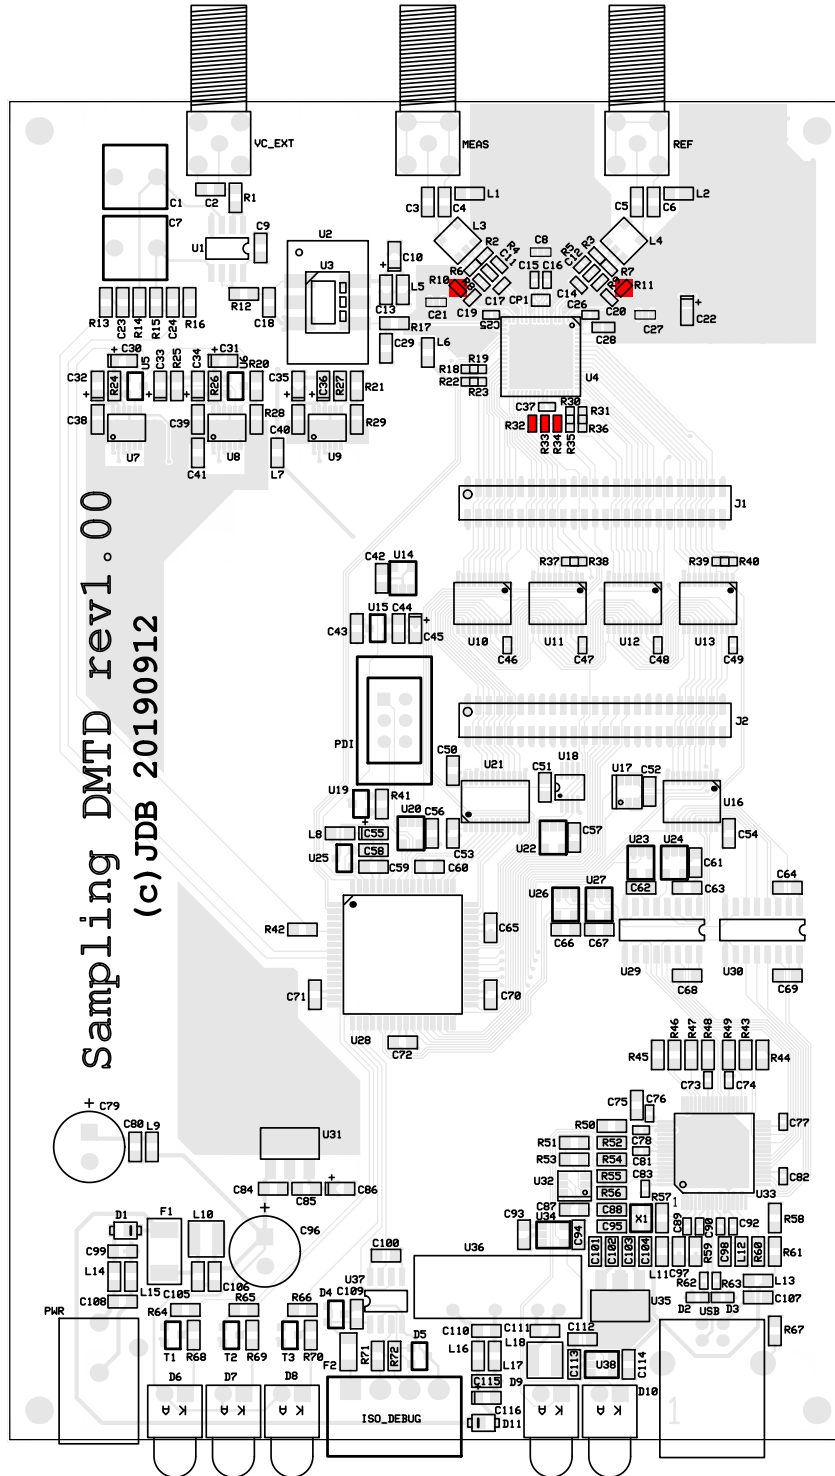 VC_EXT MEAS REF
C1 C2 R1 C3 C4 L1 C5 C6 L2
C7 U1 C9 U2 U3 C10 L3 R2 R4 C11 C8 R5 C12 R3 L4
R6 R10 C15 C16 R7 R11
R13 C23 R14 R15 C24 R16 R12 C18 C13 L5 C21 C19 C17 CP1 C14 C26 C20 C27 C22
R17 C25 C28
C30 U5 R25 C31 U6 R20 C29 L6 R18 R19 U4
C32 R24 C33 C34 R26 C35 C36 R27 R21 R22 R23
C38 C39 R28 C40 R29 C37 R30 R31
R32 R33 R34 R35 R36
U7 U8 U9
C41 L7
J1
C42 U14 R37 R38 R39 R40
C43 U15 C44 C45 U10 U11 U12 U13
C46 C47 C48 C49
PDI J2
C50 U21 C51 U18 U17 C52 U16
U19 R41
L8 C55 U20 C56 C53 U22 C57 U23 U24 C54
U25 C58 C59 C60 C61
C62 C63 C64
U26 U27
R42 C65 C66 C67
U29 U30
C71 C70 C68 C69
U28 C72
Sampling DMTD rev1.00
(c)JDB 20190912
R45 R46 R47 R48 R49 R43 R44
C73 C74
C79 C80 L9 U31 C75 C76 C77
R50 R51 R52 C78
R53 R54 C81
U32 R55 C83 C82
R56 U33
C84 C85 C86 C87 C88 R57 1
D1 F1 L10 C96 C93 U34 C94 C95 X1 C89 C90 C92 R58
C99 C100 U36 C101 C102 C103 C104 L11 C97 R59 C98 L12 R60 R61
L14 L15 C105 C106 U37 R62 R63 L13
C108 R64 R65 R66 D4 C109 U35 D2 USB D3 C107
PWR C110 C111 C112 R67
T1 R68 T2 R69 T3 R70 F2 R71 R72 D5 L16 L17 L18 C113 U38 C114
D6 D7 D8 C115 D9 D10
K A K A K A ISO_DEBUG C116 D11 K A K A 1